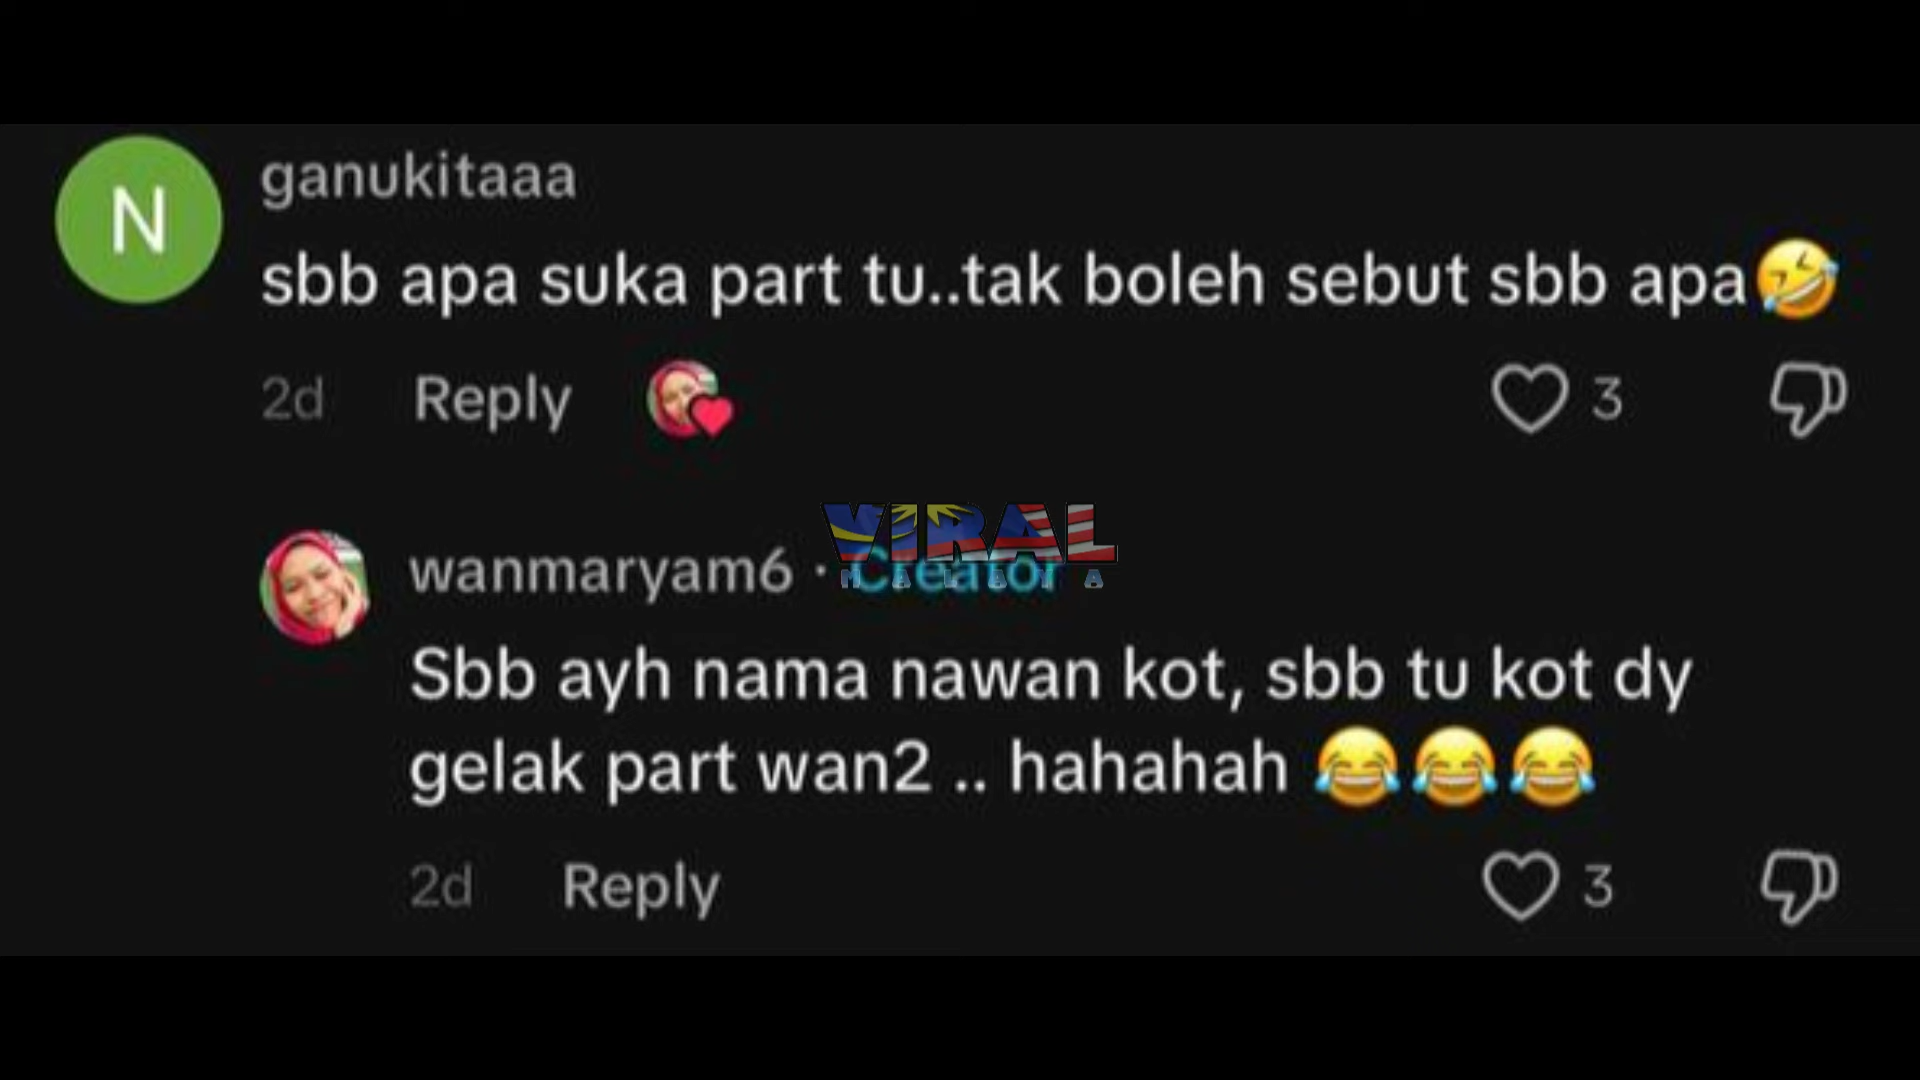 N
ganukitaaa
sbb apa suka part tu..tak boleh sebut sbb apa🤣
2d Reply 3
VIRAL
MALAYA
wanmaryam6 · Creator
Sbb ayh nama nawan kot, sbb tu kot dy
gelak part wan2 .. hahahah 😂😂😂
2d Reply 3